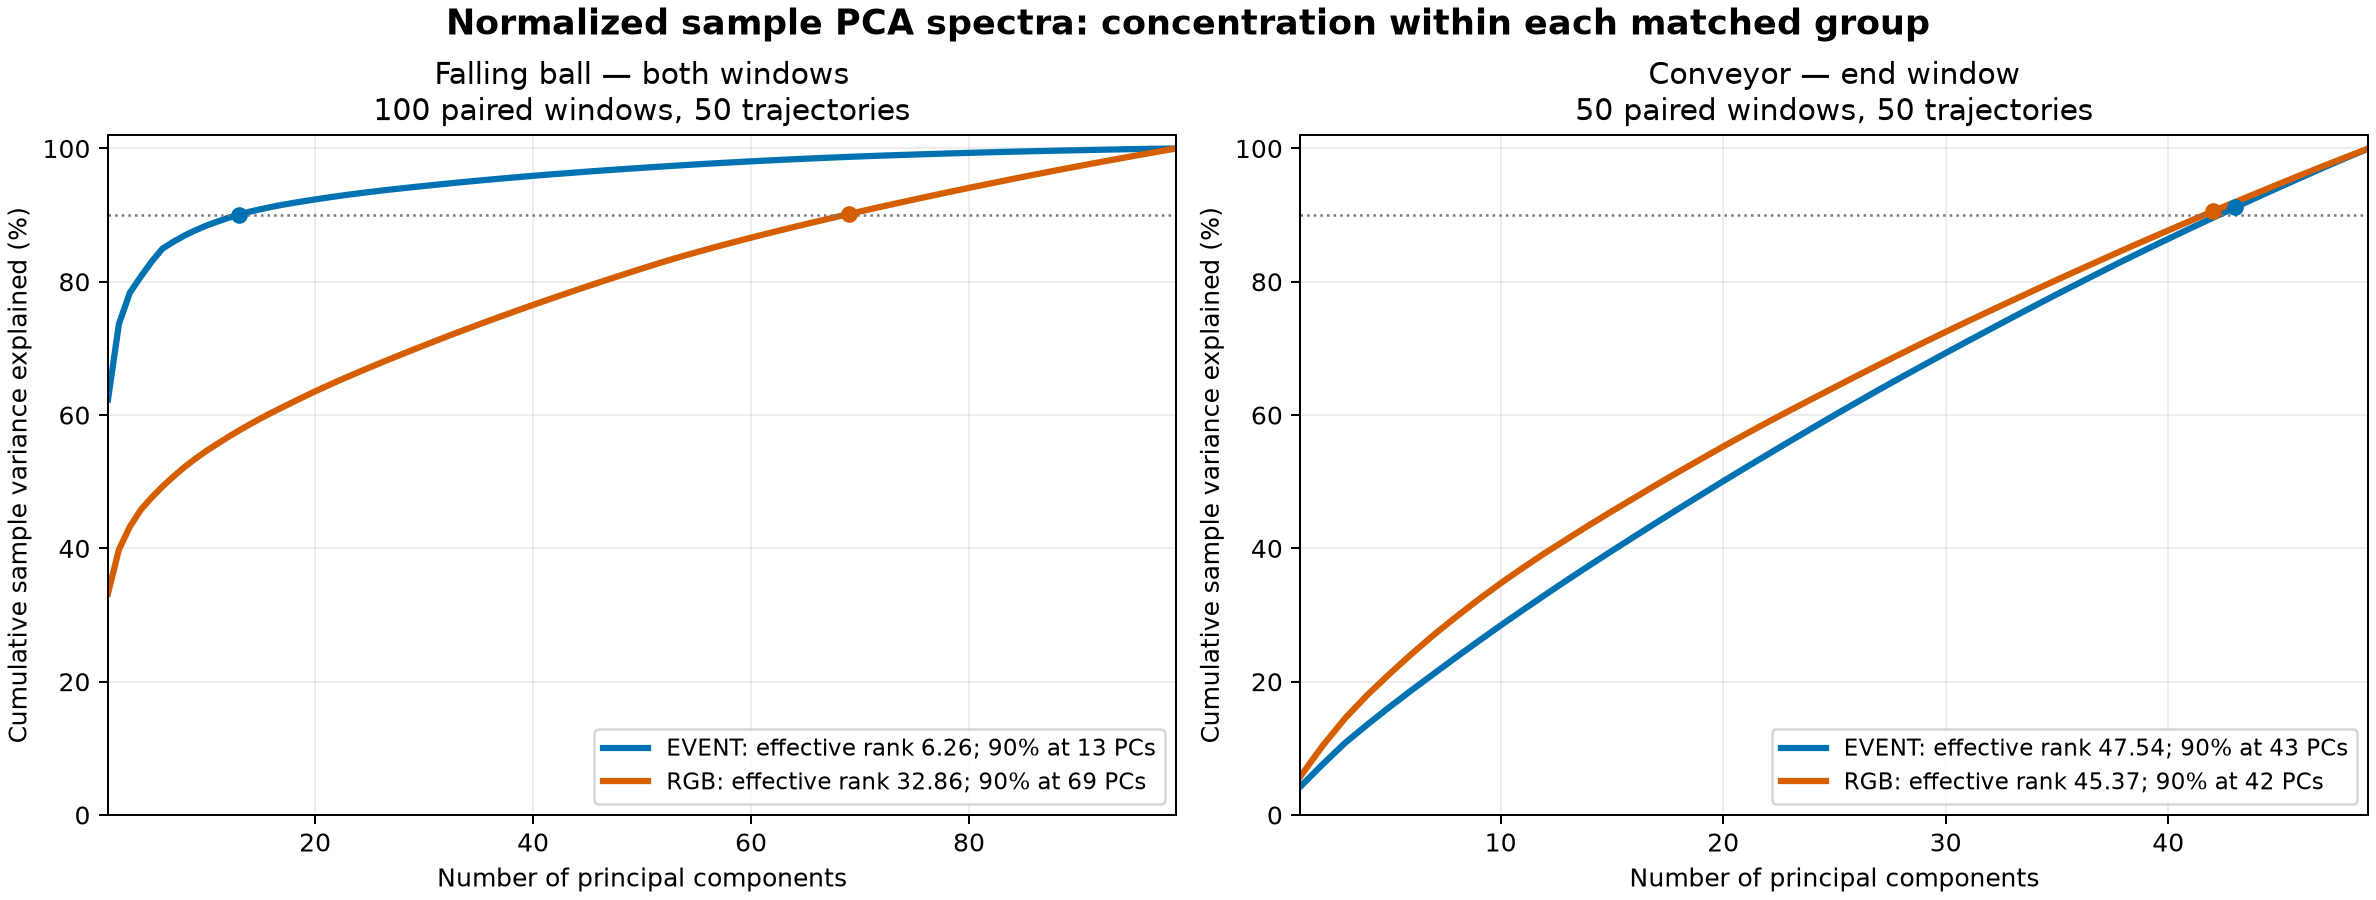 Normalized sample PCA spectra: concentration within each matched group
Falling ball — both windows
100 paired windows, 50 trajectories
Cumulative sample variance explained (%)
100
80
60
40
20
0
EVENT: effective rank 6.26; 90% at 13 PCs
RGB: effective rank 32.86; 90% at 69 PCs
20
40
60
80
Number of principal components
Conveyor — end window
50 paired windows, 50 trajectories
Cumulative sample variance explained (%)
100
80
60
40
20
0
EVENT: effective rank 47.54; 90% at 43 PCs
RGB: effective rank 45.37; 90% at 42 PCs
10
20
30
40
Number of principal components